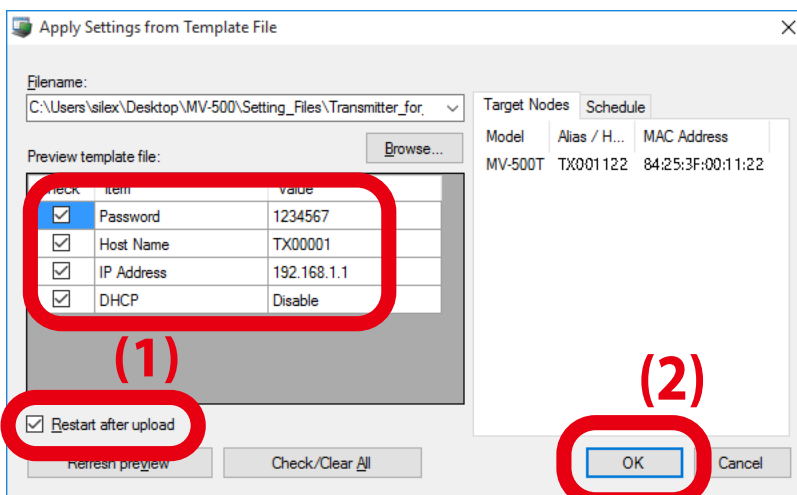 Apply Settings from Template File
Filename:
C:\Users\silex\Desktop\MV-500\Setting_Files\Transmitter_for_
Browse...
Preview template file:
Check Item Value
Password 1234567
Host Name TX00001
IP Address 192.168.1.1
DHCP Disable
(1)
Restart after upload
Refresh preview
Check/Clear All
Target Nodes Schedule
Model Alias / H... MAC Address
MV-500T TX001122 84:25:3F:00:11:22
(2)
OK
Cancel